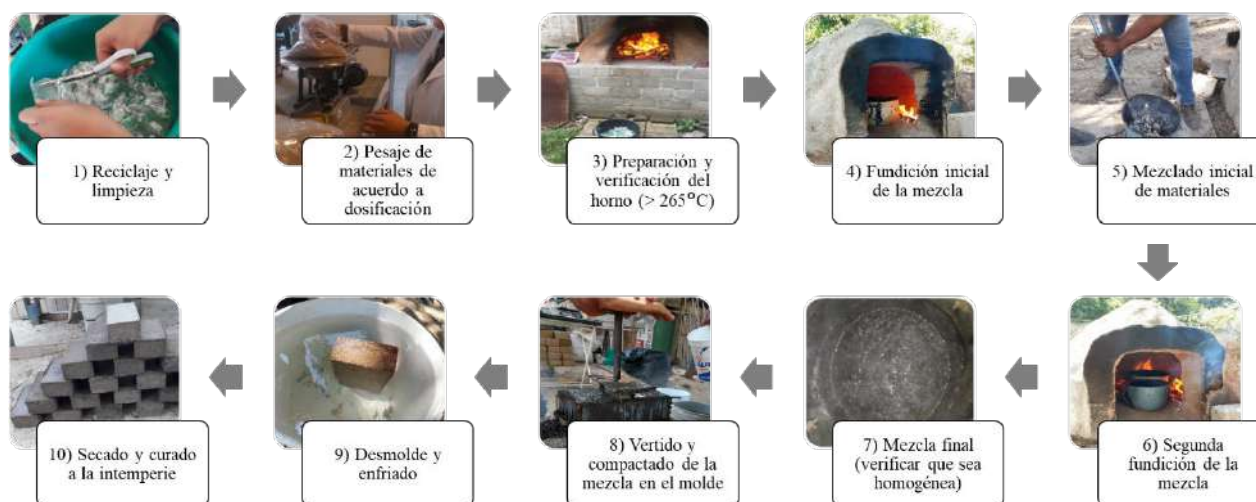 1) Reciclaje y
limpieza
2) Pesaje de
materiales de
acuerdo a
dosificación
3) Preparación y
verificación del
horno (> 265°C)
4) Fundición inicial
de la mezcla
5) Mezclado inicial
de materiales
6) Segunda
fundición de la
mezcla
7) Mezcla final
(verificar que sea
homogénea)
8) Vertido y
compactado de la
mezcla en el molde
9) Desmolde y
enfriado
10) Secado y curado
a la intemperie